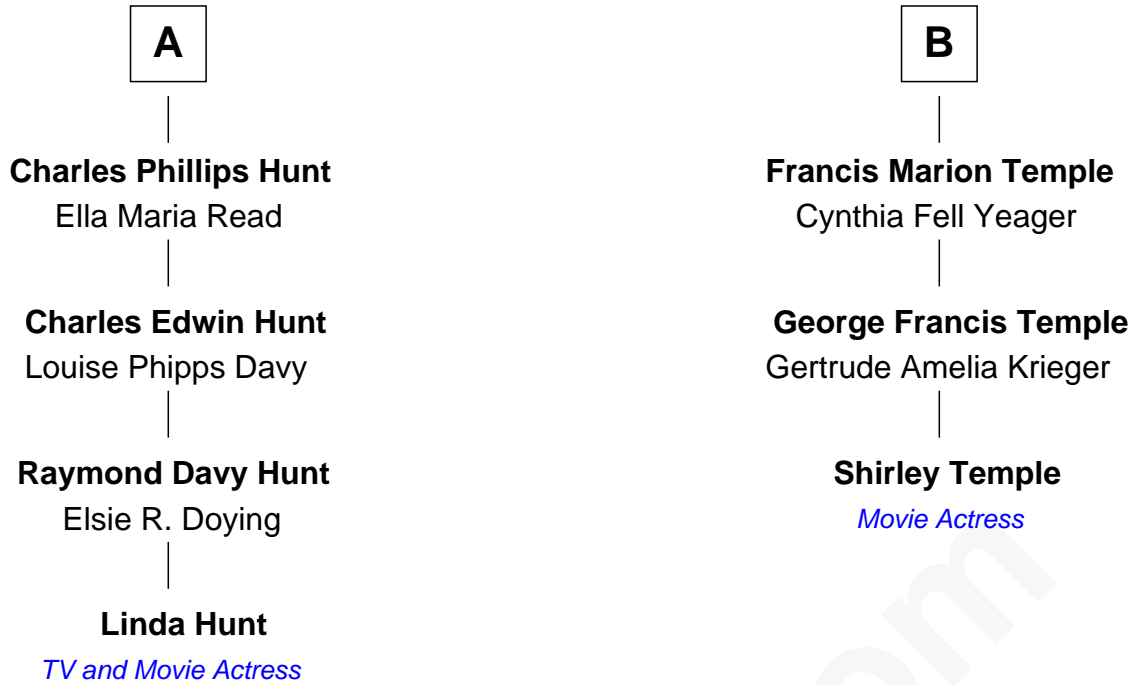 A
Charles Phillips Hunt
Ella Maria Read
Charles Edwin Hunt
Louise Phipps Davy
Raymond Davy Hunt
Elsie R. Doying
Linda Hunt
TV and Movie Actress
B
Francis Marion Temple
Cynthia Fell Yeager
George Francis Temple
Gertrude Amelia Krieger
Shirley Temple
Movie Actress
om